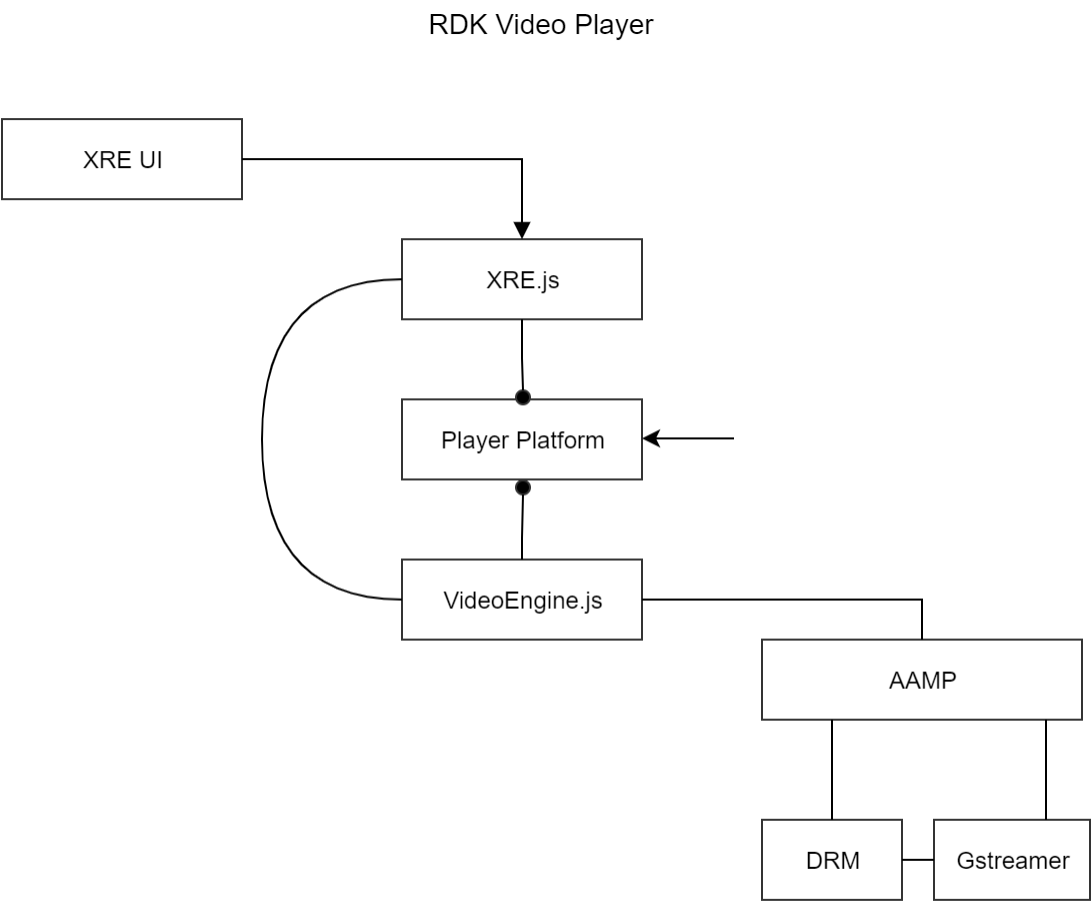 RDK Video Player
XRE UI
XRE.js
Player Platform
VideoEngine.js
AAMP
DRM
Gstreamer